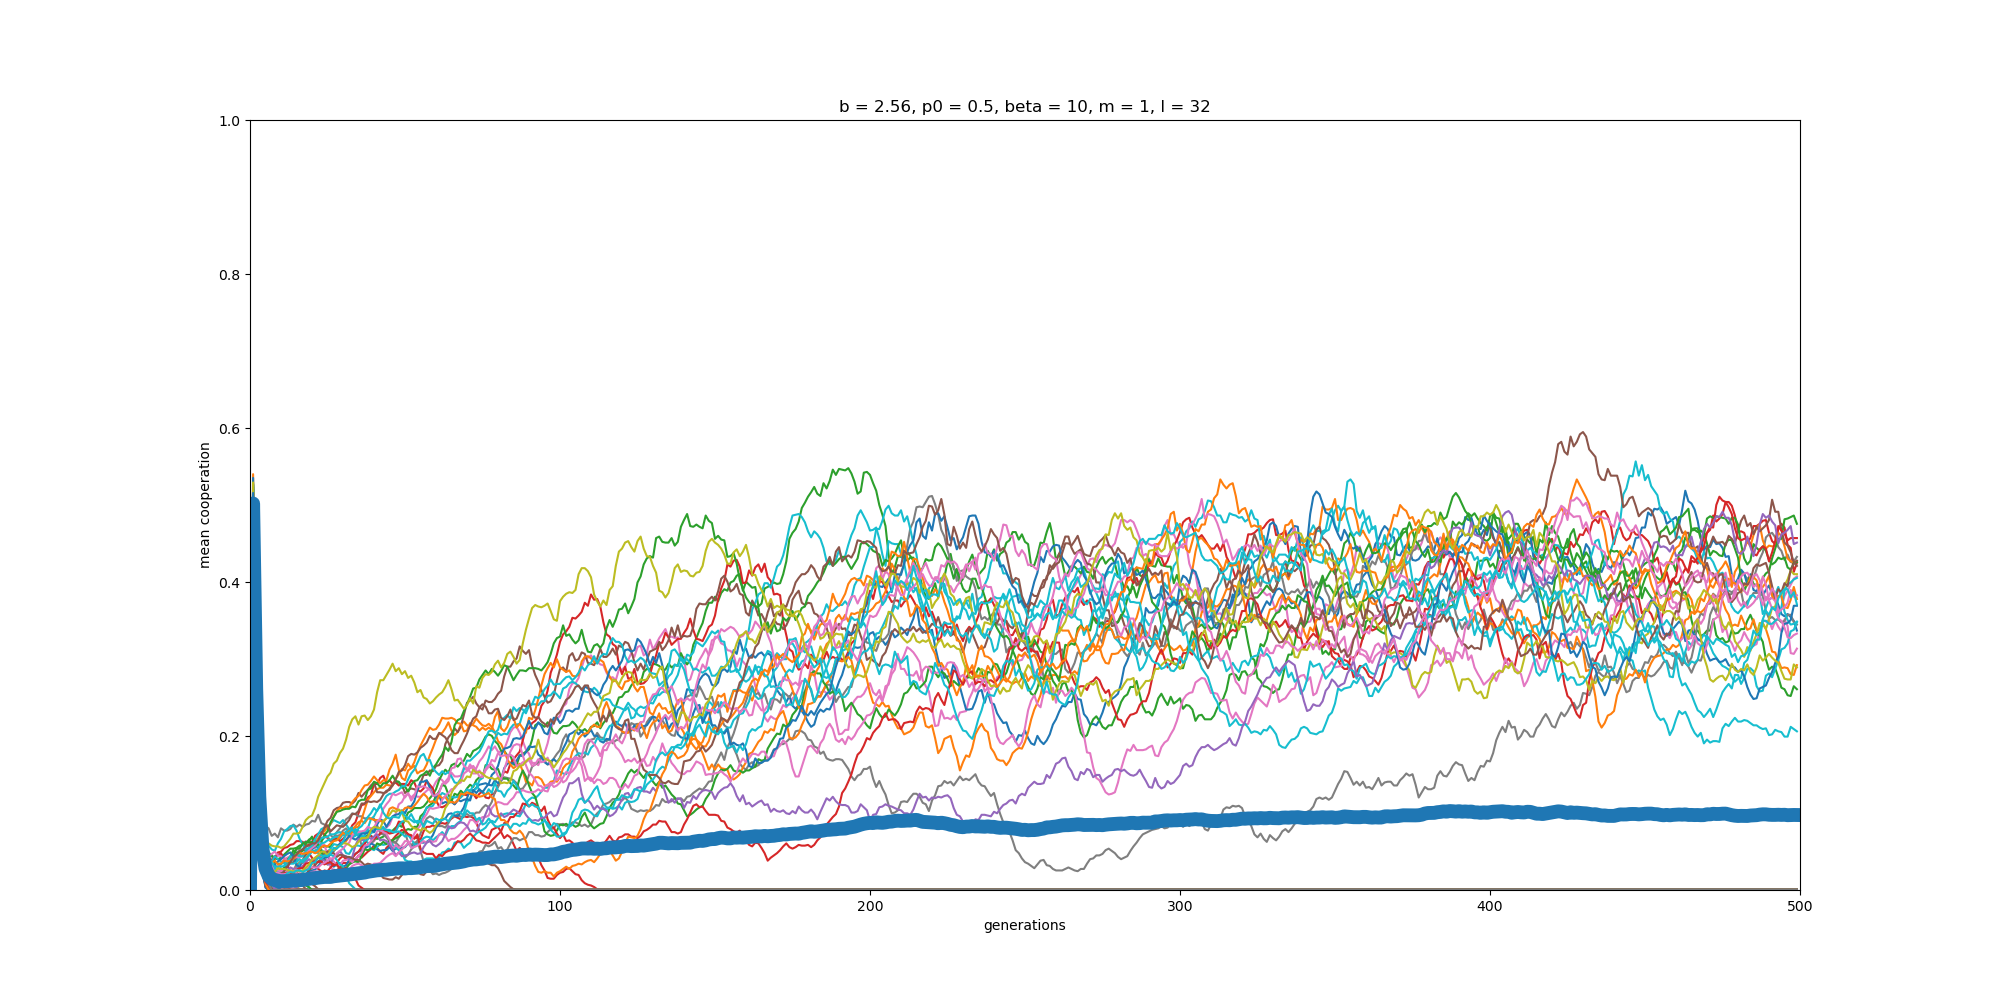 b = 2.56, p0 = 0.5, beta = 10, m = 1, l = 32
1.0
0.8
0.6
0.4
0.2
0.0
mean cooperation
0 100 200 300 400 500
generations